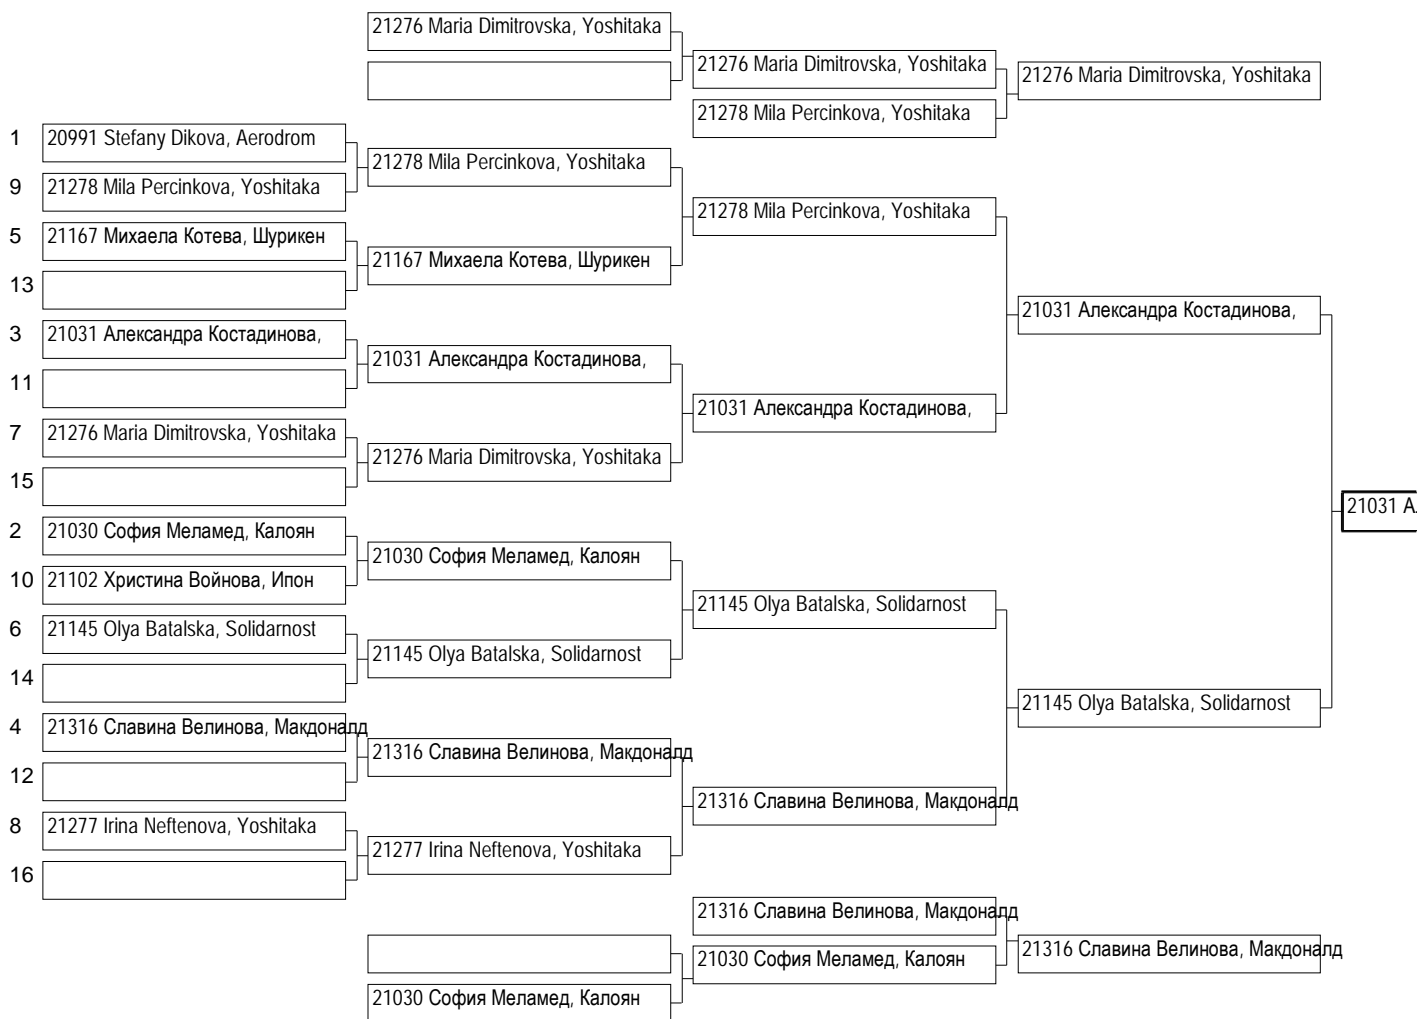 21276 Maria Dimitrovska, Yoshitaka
21276 Maria Dimitrovska, Yoshitaka
21276 Maria Dimitrovska, Yoshitaka
21278 Mila Percinkova, Yoshitaka
1 20991 Stefany Dikova, Aerodrom
21278 Mila Percinkova, Yoshitaka
9 21278 Mila Percinkova, Yoshitaka
21278 Mila Percinkova, Yoshitaka
5 21167 Михаела Котева, Шурикен
21167 Михаела Котева, Шурикен
13
21031 Александра Костадинова,
3 21031 Александра Костадинова,
21031 Александра Костадинова,
11
21031 Александра Костадинова,
7 21276 Maria Dimitrovska, Yoshitaka
21276 Maria Dimitrovska, Yoshitaka
15
21031 А
2 21030 София Меламед, Калоян
21030 София Меламед, Калоян
10 21102 Христина Войнова, Ипон
21145 Olya Batalska, Solidarnost
6 21145 Olya Batalska, Solidarnost
21145 Olya Batalska, Solidarnost
14
21145 Olya Batalska, Solidarnost
4 21316 Славина Велинова, Макдоналд
21316 Славина Велинова, Макдоналд
12
21316 Славина Велинова, Макдоналд
8 21277 Irina Neftenova, Yoshitaka
21277 Irina Neftenova, Yoshitaka
16
21316 Славина Велинова, Макдоналд
21316 Славина Велинова, Макдоналд
21030 София Меламед, Калоян
21030 София Меламед, Калоян